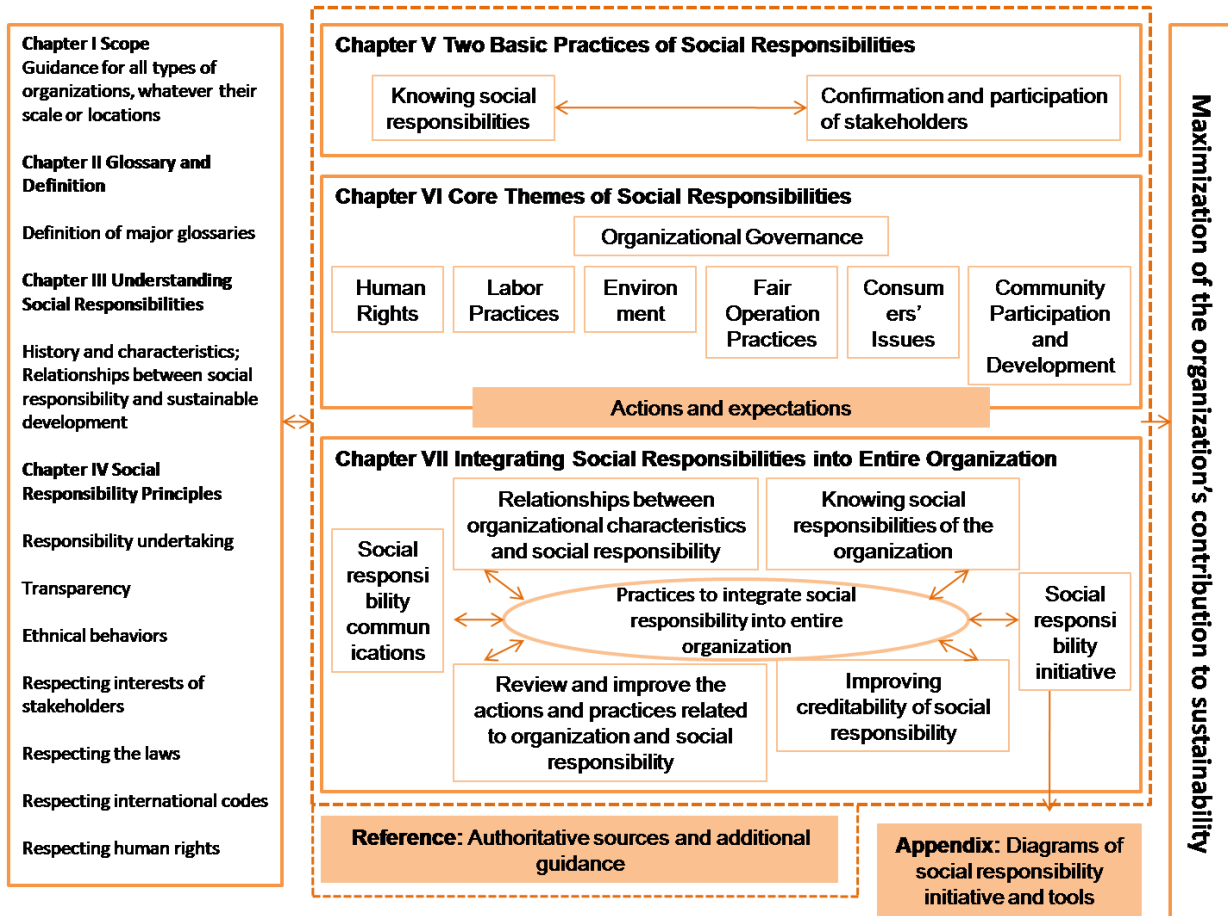 Chapter I Scope
Guidance for all types of
organizations, whatever their
scale or locations
Chapter II Glossary and
Definition
Definition of major glossaries
Chapter III Understanding
Social Responsibilities
History and characteristics;
Relationships between social
responsibility and sustainable
development
Chapter IV Social
Responsibility Principles
Responsibility undertaking
Transparency
Ethnical behaviors
Respecting interests of
stakeholders
Respecting the laws
Respecting international codes
Respecting human rights
Chapter V Two Basic Practices of Social Responsibilities
Knowing social
responsibilities
Confirmation and participation
of stakeholders
Chapter VI Core Themes of Social Responsibilities
Organizational Governance
Human
Rights
Labor
Practices
Environ
ment
Fair
Operation
Practices
Consum
ers’
Issues
Community
Participation
and
Development
Actions and expectations
Chapter VII Integrating Social Responsibilities into Entire Organization
Relationships between
organizational characteristics
and social responsibility
Knowing social
responsibilities of the
organization
Social
responsi
bility
commun
ications
Practices to integrate social
responsibility into entire
organization
Social
responsi
bility
initiative
Review and improve the
actions and practices related
to organization and social
responsibility
Improving
creditability of social
responsibility
Reference: Authoritative sources and additional
guidance
Appendix: Diagrams of
social responsibility
initiative and tools
Maximization of the organization’s contribution to sustainability